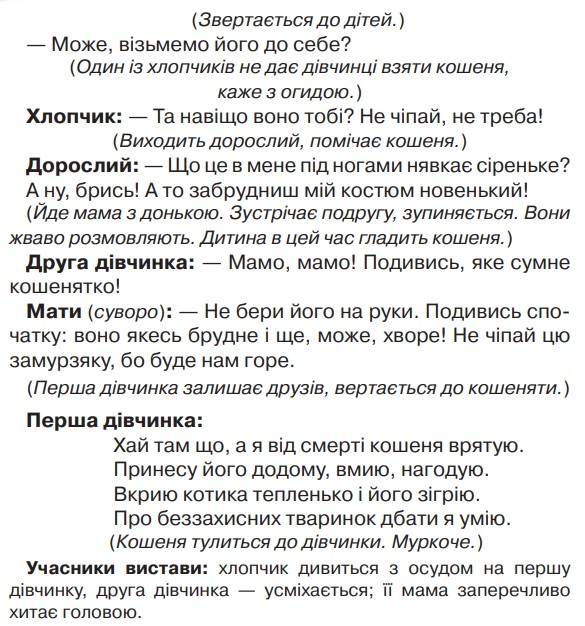 (Звертається до дітей.)
— Може, візьмемо його до себе?
(Один із хлопчиків не дає дівчинці взяти кошеня,
каже з огидою.)
Хлопчик: — Та навіщо воно тобі? Не чіпай, не треба!
(Виходить дорослий, помічає кошеня.)
Дорослий: — Що це в мене під ногами нявкає сіреньке?
А ну, брись! А то забрудниш мій костюм новенький!
(Йде мама з донькою. Зустрічає подругу, зупиняється. Вони
жваво розмовляють. Дитина в цей час гладить кошеня.)
Друга дівчинка: — Мамо, мамо! Подивись, яке сумне
кошенятко!
Мати (суворо): — Не бери його на руки. Подивись спо-
чатку: воно якесь брудне і ще, може, хворе! Не чіпай цю
замурзяку, бо буде нам горе.
(Перша дівчинка залишає друзів, вертається до кошеняти.)
Перша дівчинка:
Хай там що, а я від смерті кошеня врятую.
Принесу його додому, вмию, нагодую.
Вкрию котика тепленько і його зігрію.
Про беззахисних тваринок дбати я умію.
(Кошеня тулиться до дівчинки. Муркоче.)
Учасники вистави: хлопчик дивиться з осудом на першу
дівчинку, друга дівчинка — усміхається; її мама заперечливо
хитає головою.